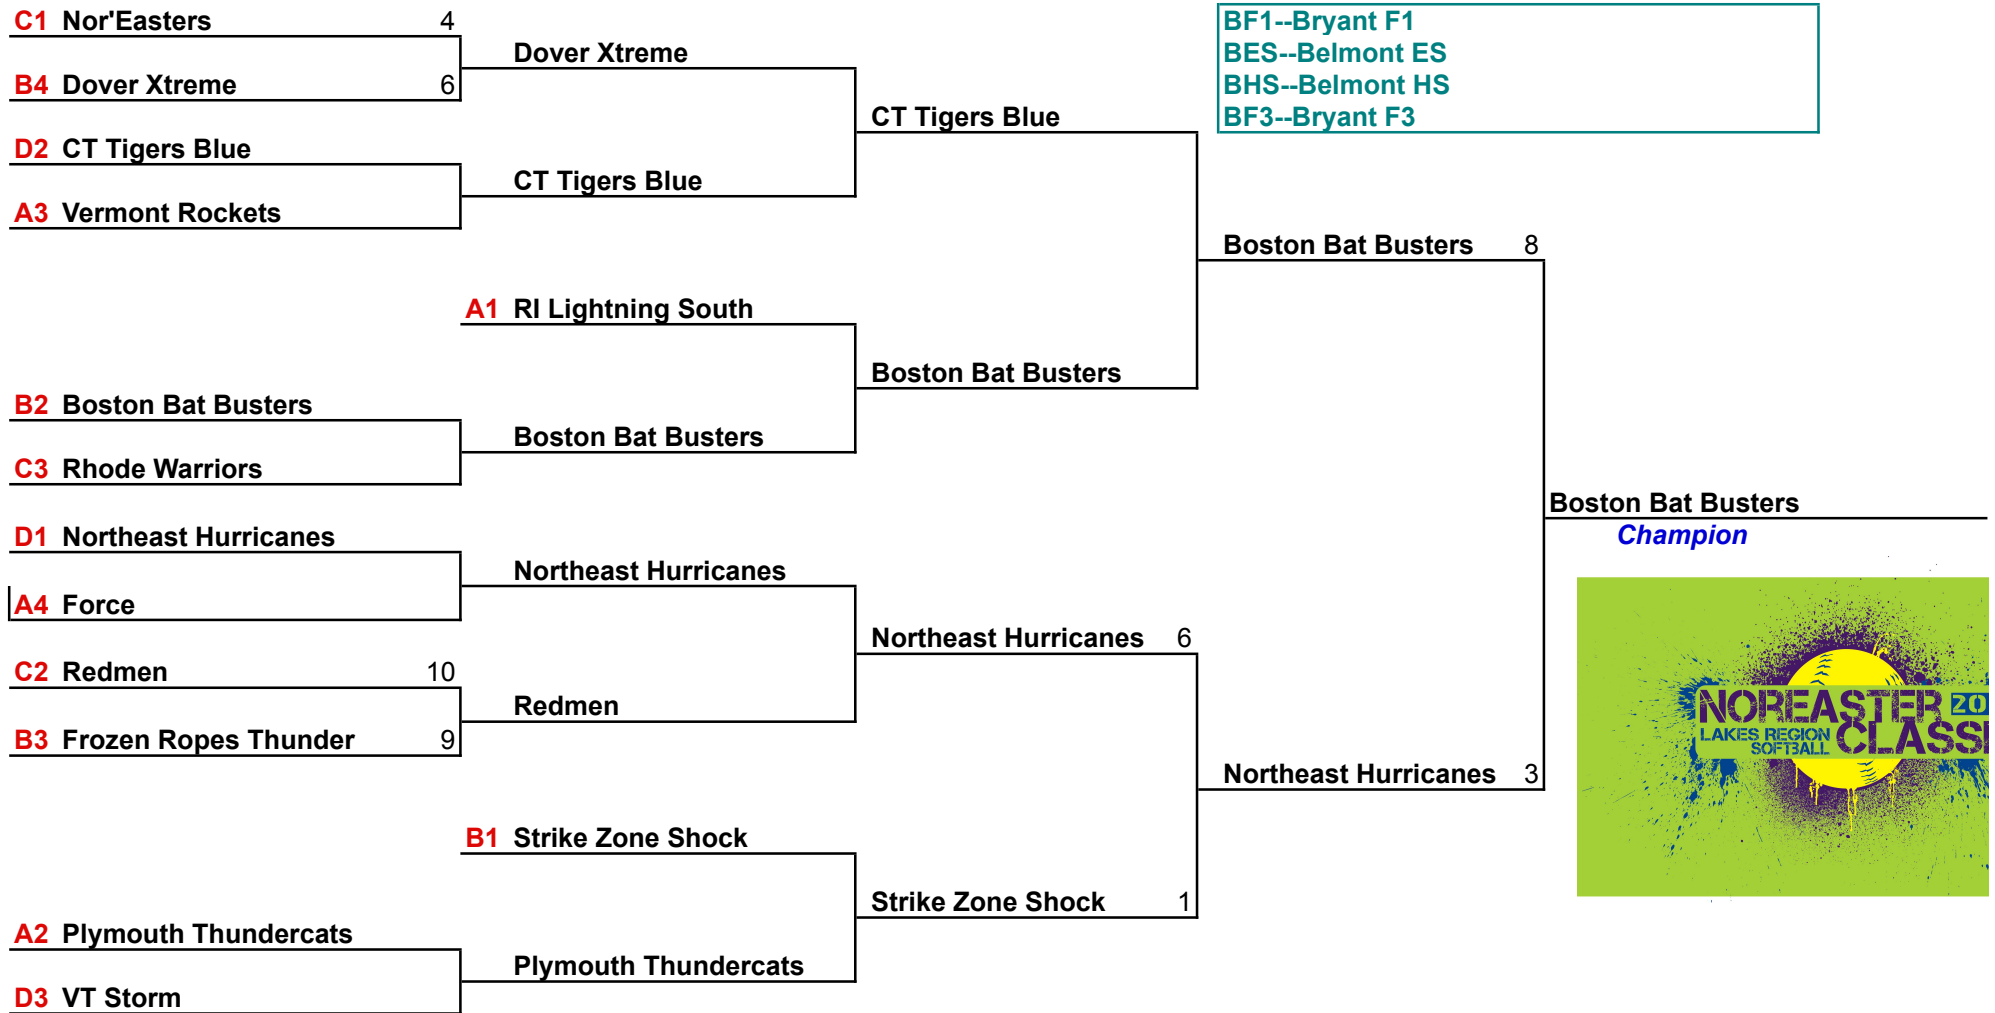 C1 Nor'Easters 4
Dover Xtreme
B4 Dover Xtreme 6
CT Tigers Blue
D2 CT Tigers Blue
CT Tigers Blue
A3 Vermont Rockets
BF1--Bryant F1
BES--Belmont ES
BHS--Belmont HS
BF3--Bryant F3
Boston Bat Busters 8
A1 RI Lightning South
Boston Bat Busters
B2 Boston Bat Busters
Boston Bat Busters
C3 Rhode Warriors
Boston Bat Busters
Champion
D1 Northeast Hurricanes
Northeast Hurricanes
A4 Force
Northeast Hurricanes 6
C2 Redmen 10
Redmen
B3 Frozen Ropes Thunder 9
Northeast Hurricanes 3
B1 Strike Zone Shock
Strike Zone Shock 1
A2 Plymouth Thundercats
Plymouth Thundercats
D3 VT Storm
NOREASTER 20
LAKES REGION
SOFTBALL
CLASSI